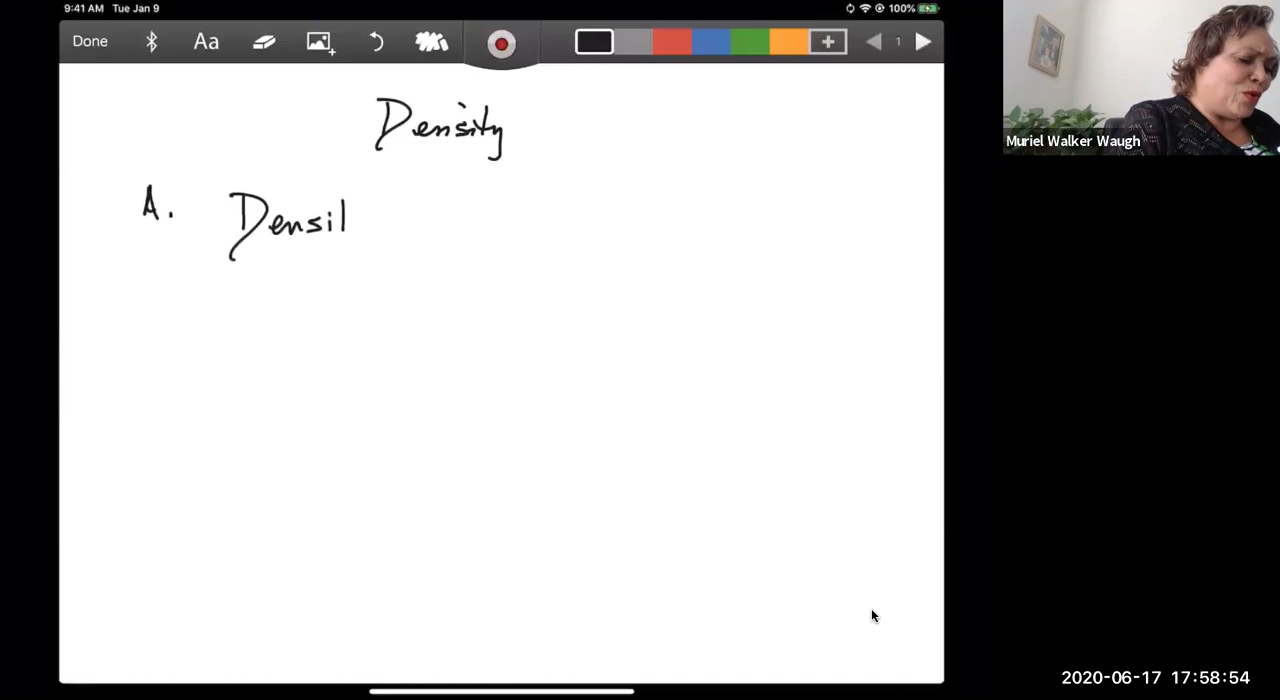 9:41 AM Tue Jan 9 100%
Done Aa 1
Density
A. Densil
Muriel Walker Waugh
2020-06-17 17:58:54